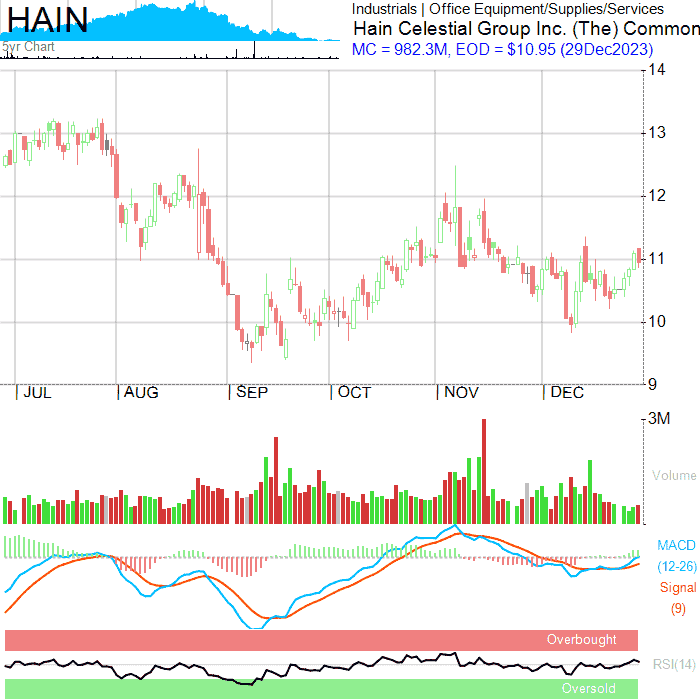 HAIN
5yr Chart
Industrials | Office Equipment/Supplies/Services
Hain Celestial Group Inc. (The) Common
MC = 982.3M, EOD = $10.95 (29Dec2023)
14
13
12
11
10
9
JUL AUG SEP OCT NOV DEC
3M
Volume
MACD
(12-26)
Signal
(9)
Overbought
RSI(14)
Oversold